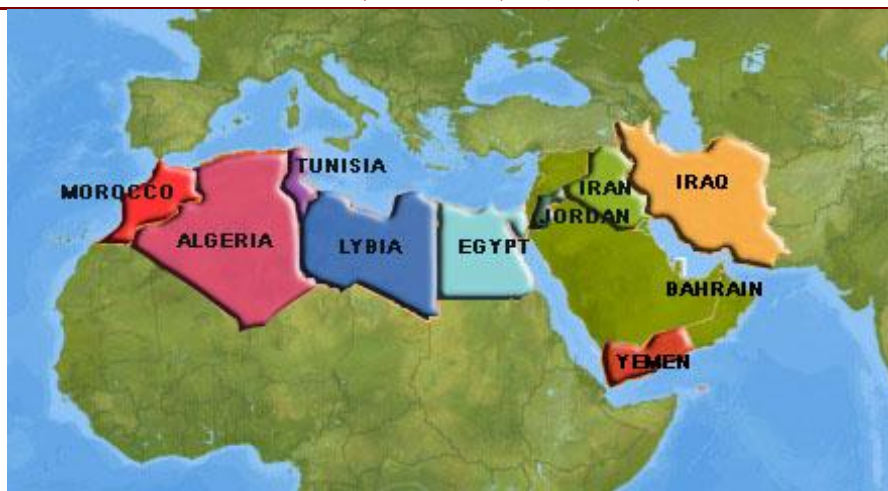 TUNISIA
MOROCCO
IRAN
IRAQ
JORDAN
ALGERIA
LYBIA
EGYPT
BAHRAIN
YEMEN